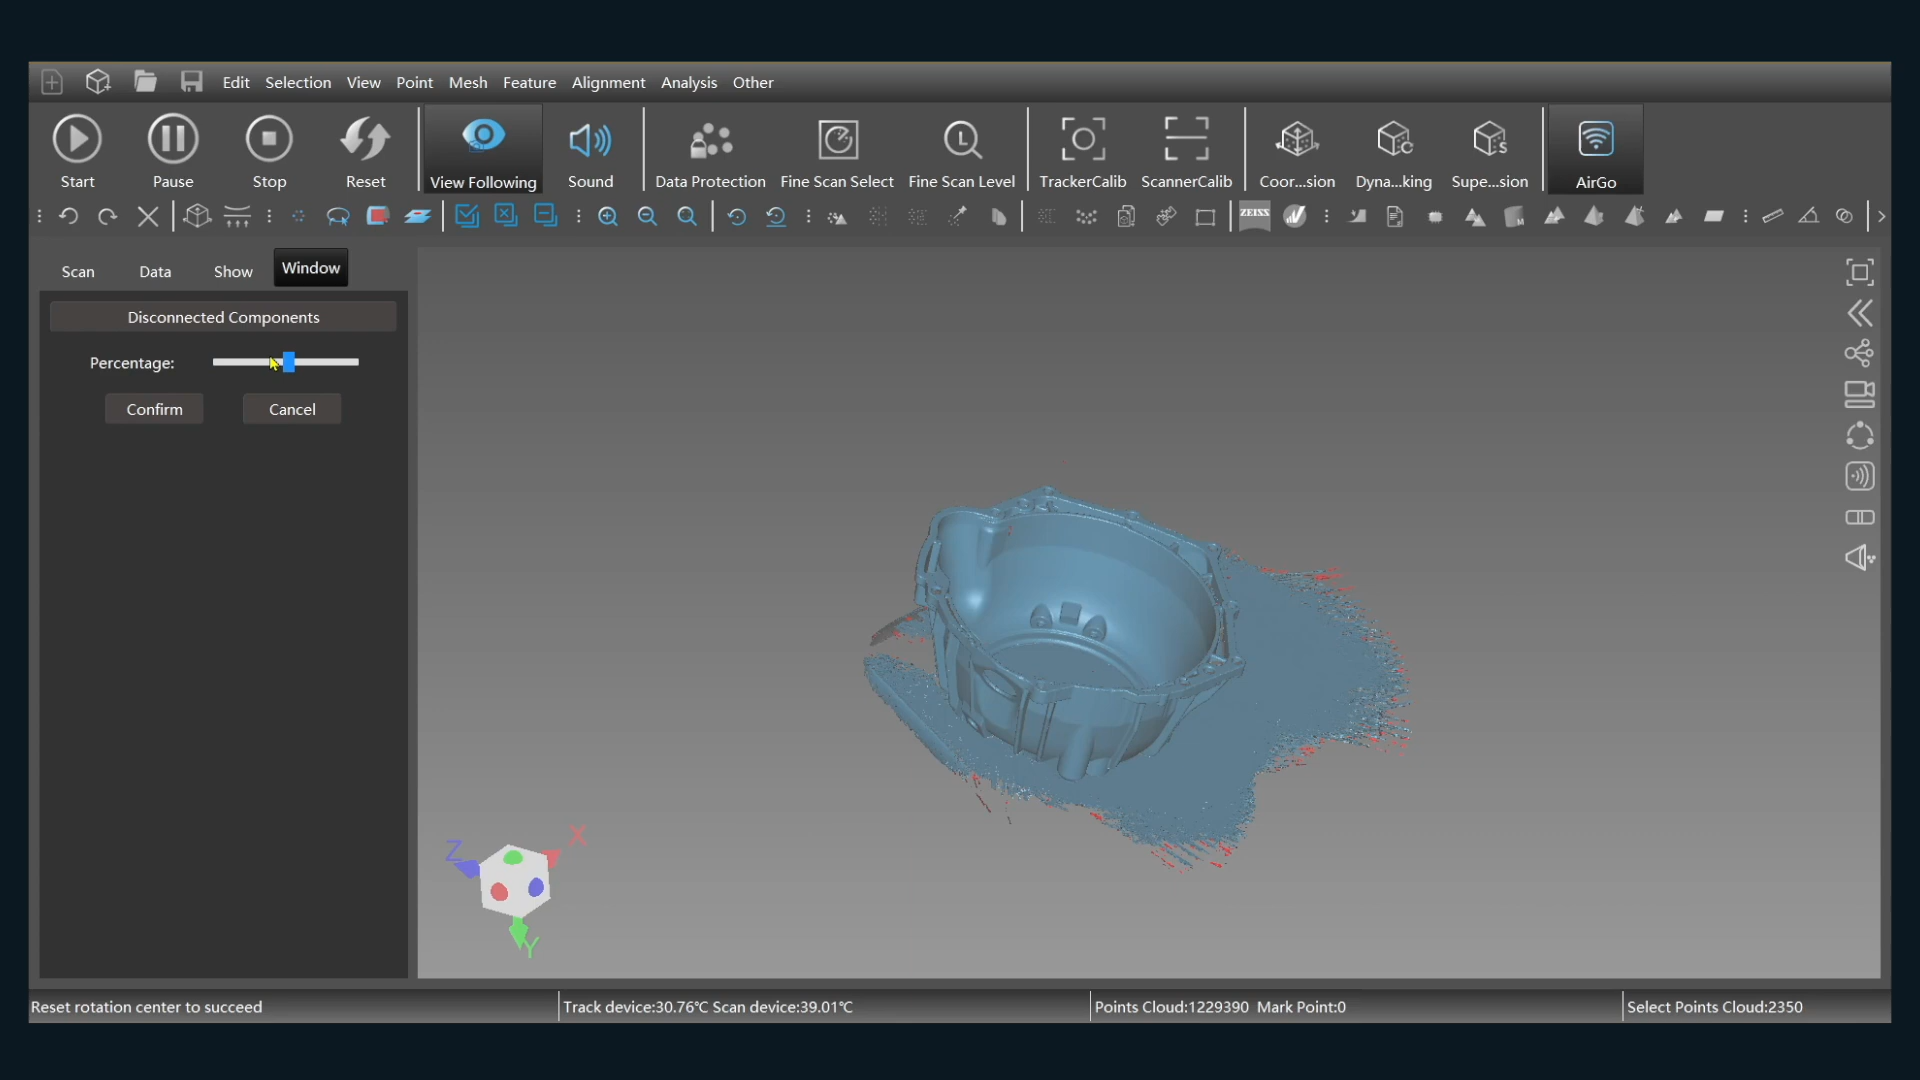 Edit Selection View Point Mesh Feature Alignment Analysis Other
Start Pause Stop Reset View Following Sound Data Protection Fine Scan Select Fine Scan Level TrackerCalib ScannerCalib Coor...sion Dyna...king Supe...sion AirGo
ZEISS
Scan Data Show Window
Disconnected Components
Percentage:
Confirm Cancel
Z X
Y
Reset rotation center to succeed Track device:30.76℃ Scan device:39.01℃ Points Cloud:1229390 Mark Point:0 Select Points Cloud:2350